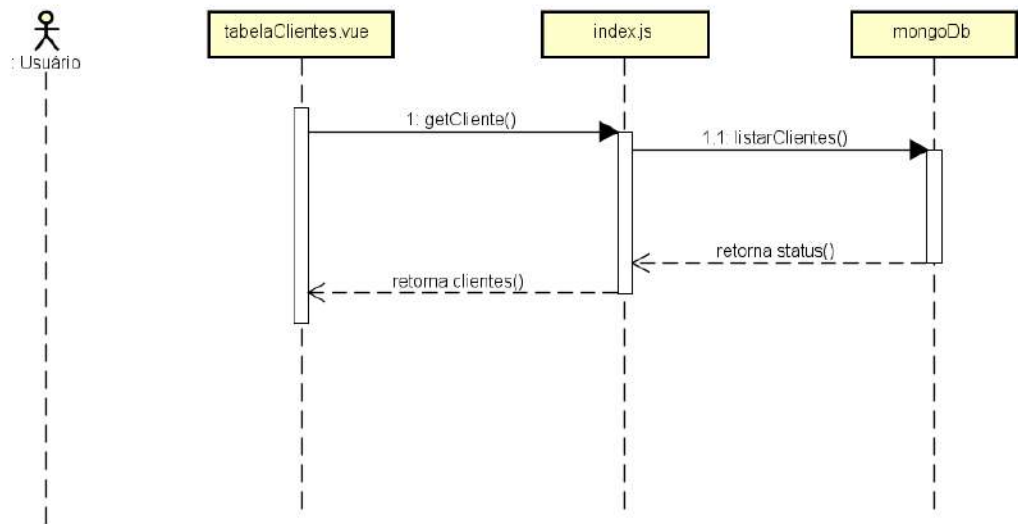 : Usuário
tabelaClientes.vue
index.js
mongoDb
1: getCliente()
1.1: listarClientes()
retorna status()
retorna clientes()